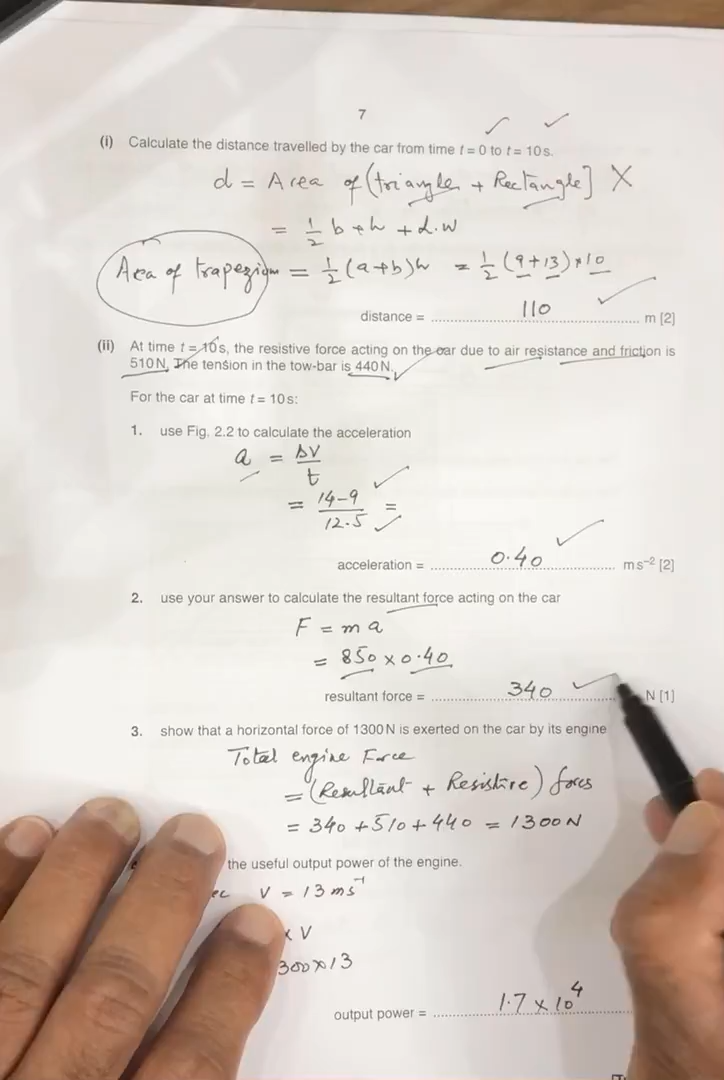 7
(i) Calculate the distance travelled by the car from time t = 0 to t = 10 s.
d = Area of (triangle + Rectangle] X
= 1/2 b * h + L.W
Area of trapezium = 1/2 (a+b)h = 1/2 (9+13) * 10
distance = 110 m [2]
(ii) At time t = 10 s, the resistive force acting on the car due to air resistance and friction is
510 N. The tension in the tow-bar is 440 N.
For the car at time t = 10 s:
1. use Fig. 2.2 to calculate the acceleration
a = ΔV/t
= 14-9/12.5 =
acceleration = 0.40 ms⁻² [2]
2. use your answer to calculate the resultant force acting on the car
F = ma
= 850 x 0.40
resultant force = 340 N [1]
3. show that a horizontal force of 1300 N is exerted on the car by its engine
Total engine Force
= (Resultant + Resistive) forces
= 340 + 510 + 440 = 1300N
the useful output power of the engine.
ec V = 13 ms⁻¹
x V
300 x 13
output power = 1.7 x 10⁴